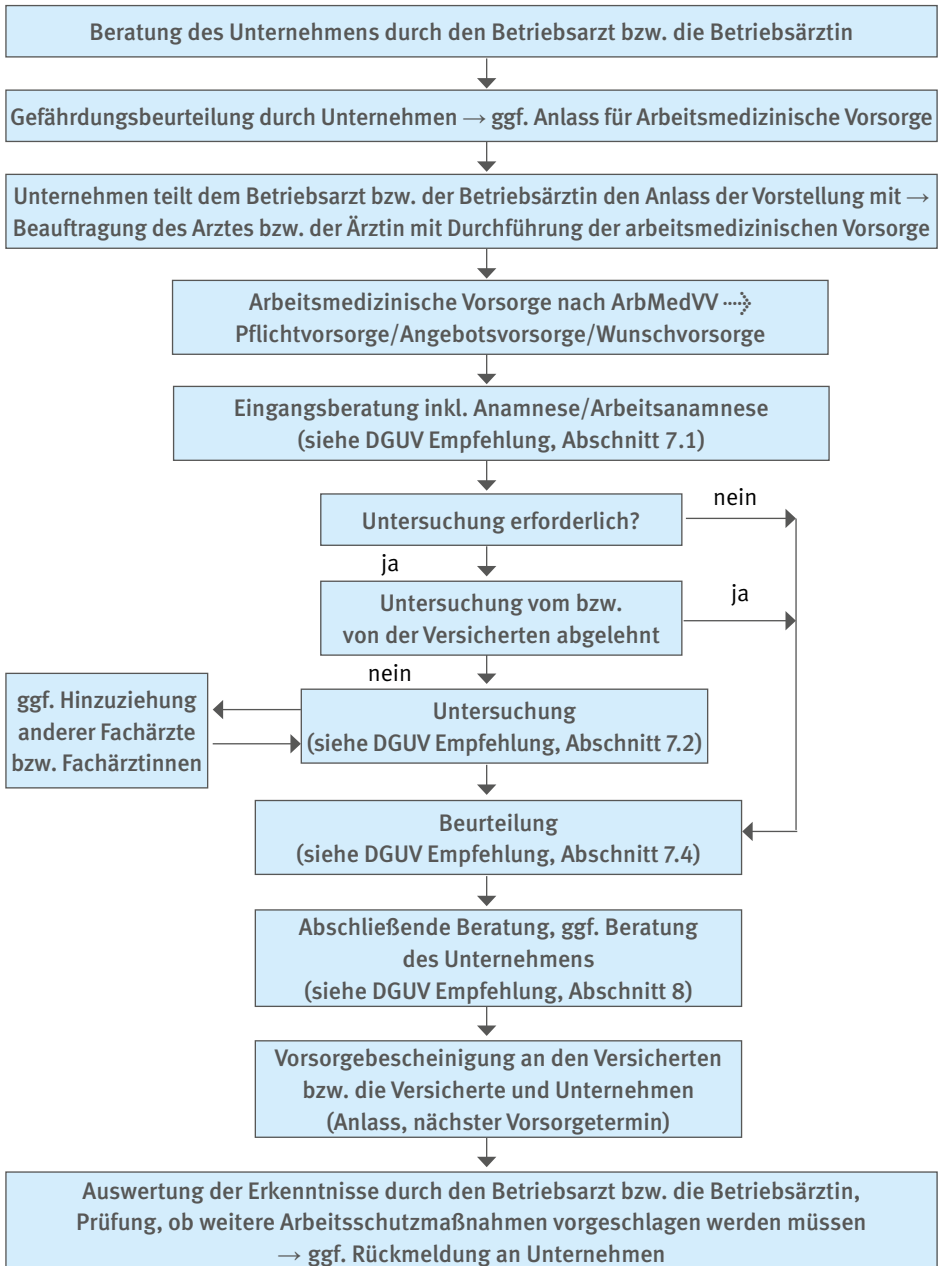 Beratung des Unternehmens durch den Betriebsarzt bzw. die Betriebsärztin
Gefährdungsbeurteilung durch Unternehmen → ggf. Anlass für Arbeitsmedizinische Vorsorge
Unternehmen teilt dem Betriebsarzt bzw. der Betriebsärztin den Anlass der Vorstellung mit →
Beauftragung des Arztes bzw. der Ärztin mit Durchführung der arbeitsmedizinischen Vorsorge
Arbeitsmedizinische Vorsorge nach ArbMedVV ⤑
Pflichtvorsorge/Angebotsvorsorge/Wunschvorsorge
Eingangsberatung inkl. Anamnese/Arbeitsanamnese
(siehe DGUV Empfehlung, Abschnitt 7.1)
Untersuchung erforderlich?
nein
ja
Untersuchung vom bzw.
von der Versicherten abgelehnt
ja
nein
ggf. Hinzuziehung
anderer Fachärzte
bzw. Fachärztinnen
Untersuchung
(siehe DGUV Empfehlung, Abschnitt 7.2)
Beurteilung
(siehe DGUV Empfehlung, Abschnitt 7.4)
Abschließende Beratung, ggf. Beratung
des Unternehmens
(siehe DGUV Empfehlung, Abschnitt 8)
Vorsorgebescheinigung an den Versicherten
bzw. die Versicherte und Unternehmen
(Anlass, nächster Vorsorgetermin)
Auswertung der Erkenntnisse durch den Betriebsarzt bzw. die Betriebsärztin,
Prüfung, ob weitere Arbeitsschutzmaßnahmen vorgeschlagen werden müssen
→ ggf. Rückmeldung an Unternehmen